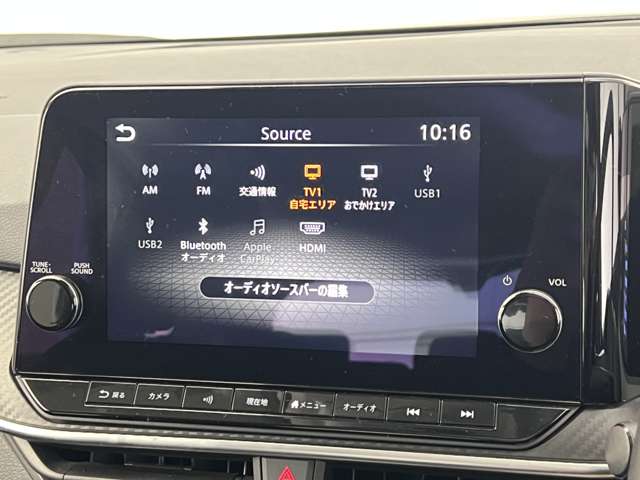 Source
10:16
AM
FM
交通情報
TV1
自宅エリア
TV2
おでかけエリア
USB1
USB2
Bluetooth
オーディオ
Apple
CarPlay
HDMI
オーディオソースバーの編集
TUNE・
SCROLL
PUSH
SOUND
VOL
戻る
カメラ
現在地
メニュー
オーディオ